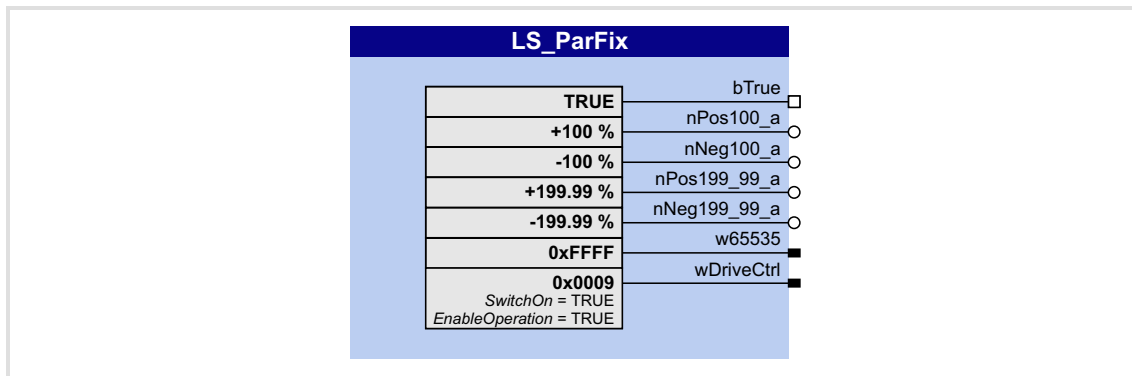 LS_ParFix
bTrue
TRUE
nPos100_a
+100 %
nNeg100_a
-100 %
nPos199_99_a
+199.99 %
nNeg199_99_a
-199.99 %
w65535
0xFFFF
wDriveCtrl
0x0009
SwitchOn = TRUE
EnableOperation = TRUE